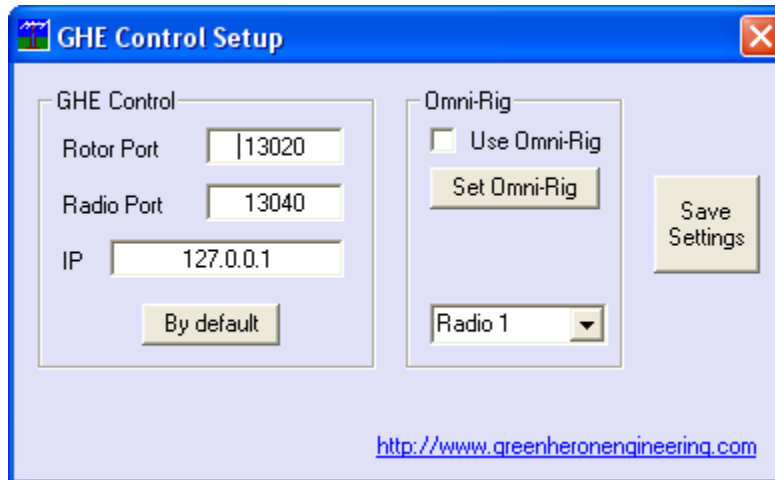 GHE Control Setup
GHE Control
Rotor Port 13020
Radio Port 13040
IP 127.0.0.1
By default
Omni-Rig
Use Omni-Rig
Set Omni-Rig
Radio 1
Save
Settings
http://www.greenheronengineering.com